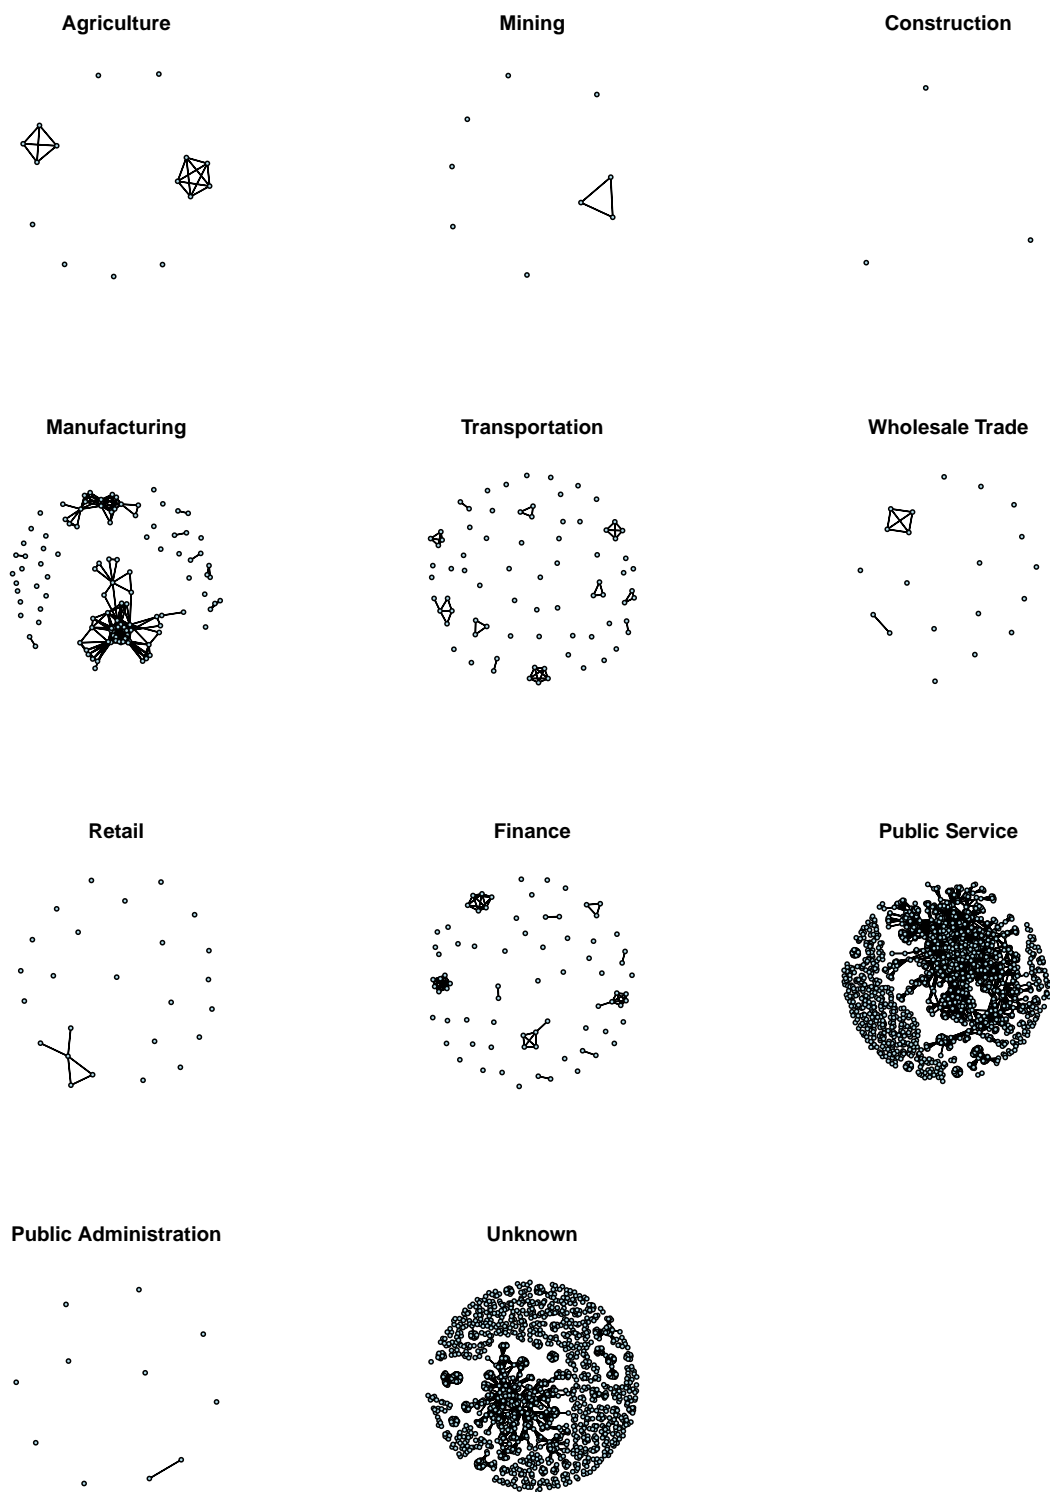 Agriculture
Mining
Construction
Manufacturing
Transportation
Wholesale Trade
Retail
Finance
Public Service
Public Administration
Unknown